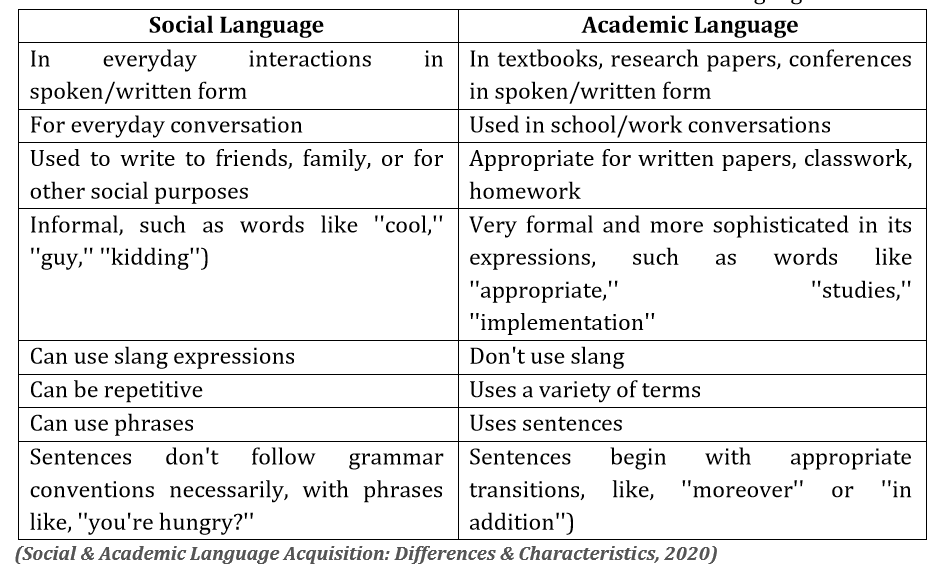 Social Language
Academic Language
In everyday interactions in
spoken/written form
In textbooks, research papers, conferences
in spoken/written form
For everyday conversation
Used in school/work conversations
Used to write to friends, family, or for
other social purposes
Appropriate for written papers, classwork,
homework
Informal, such as words like "cool,"
"guy," "kidding")
Very formal and more sophisticated in its
expressions, such as words like
"appropriate," "studies,"
"implementation"
Can use slang expressions
Don't use slang
Can be repetitive
Uses a variety of terms
Can use phrases
Uses sentences
Sentences don't follow grammar
conventions necessarily, with phrases
like, "you're hungry?"
Sentences begin with appropriate
transitions, like, "moreover" or "in
addition")
(Social & Academic Language Acquisition: Differences & Characteristics, 2020)